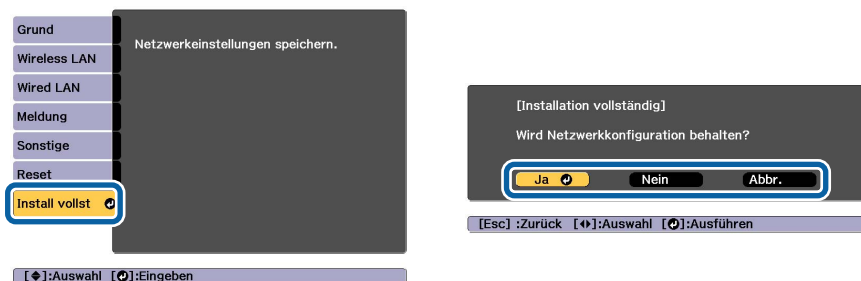 Grund
Wireless LAN
Wired LAN
Meldung
Sonstige
Reset
Install vollst
Netzwerkeinstellungen speichern.
[ ]:Auswahl [ ]:Eingeben
[Installation vollständig]
Wird Netzwerkkonfiguration behalten?
Ja Nein Abbr.
[Esc] :Zurück [ ]:Auswahl [ ]:Ausführen